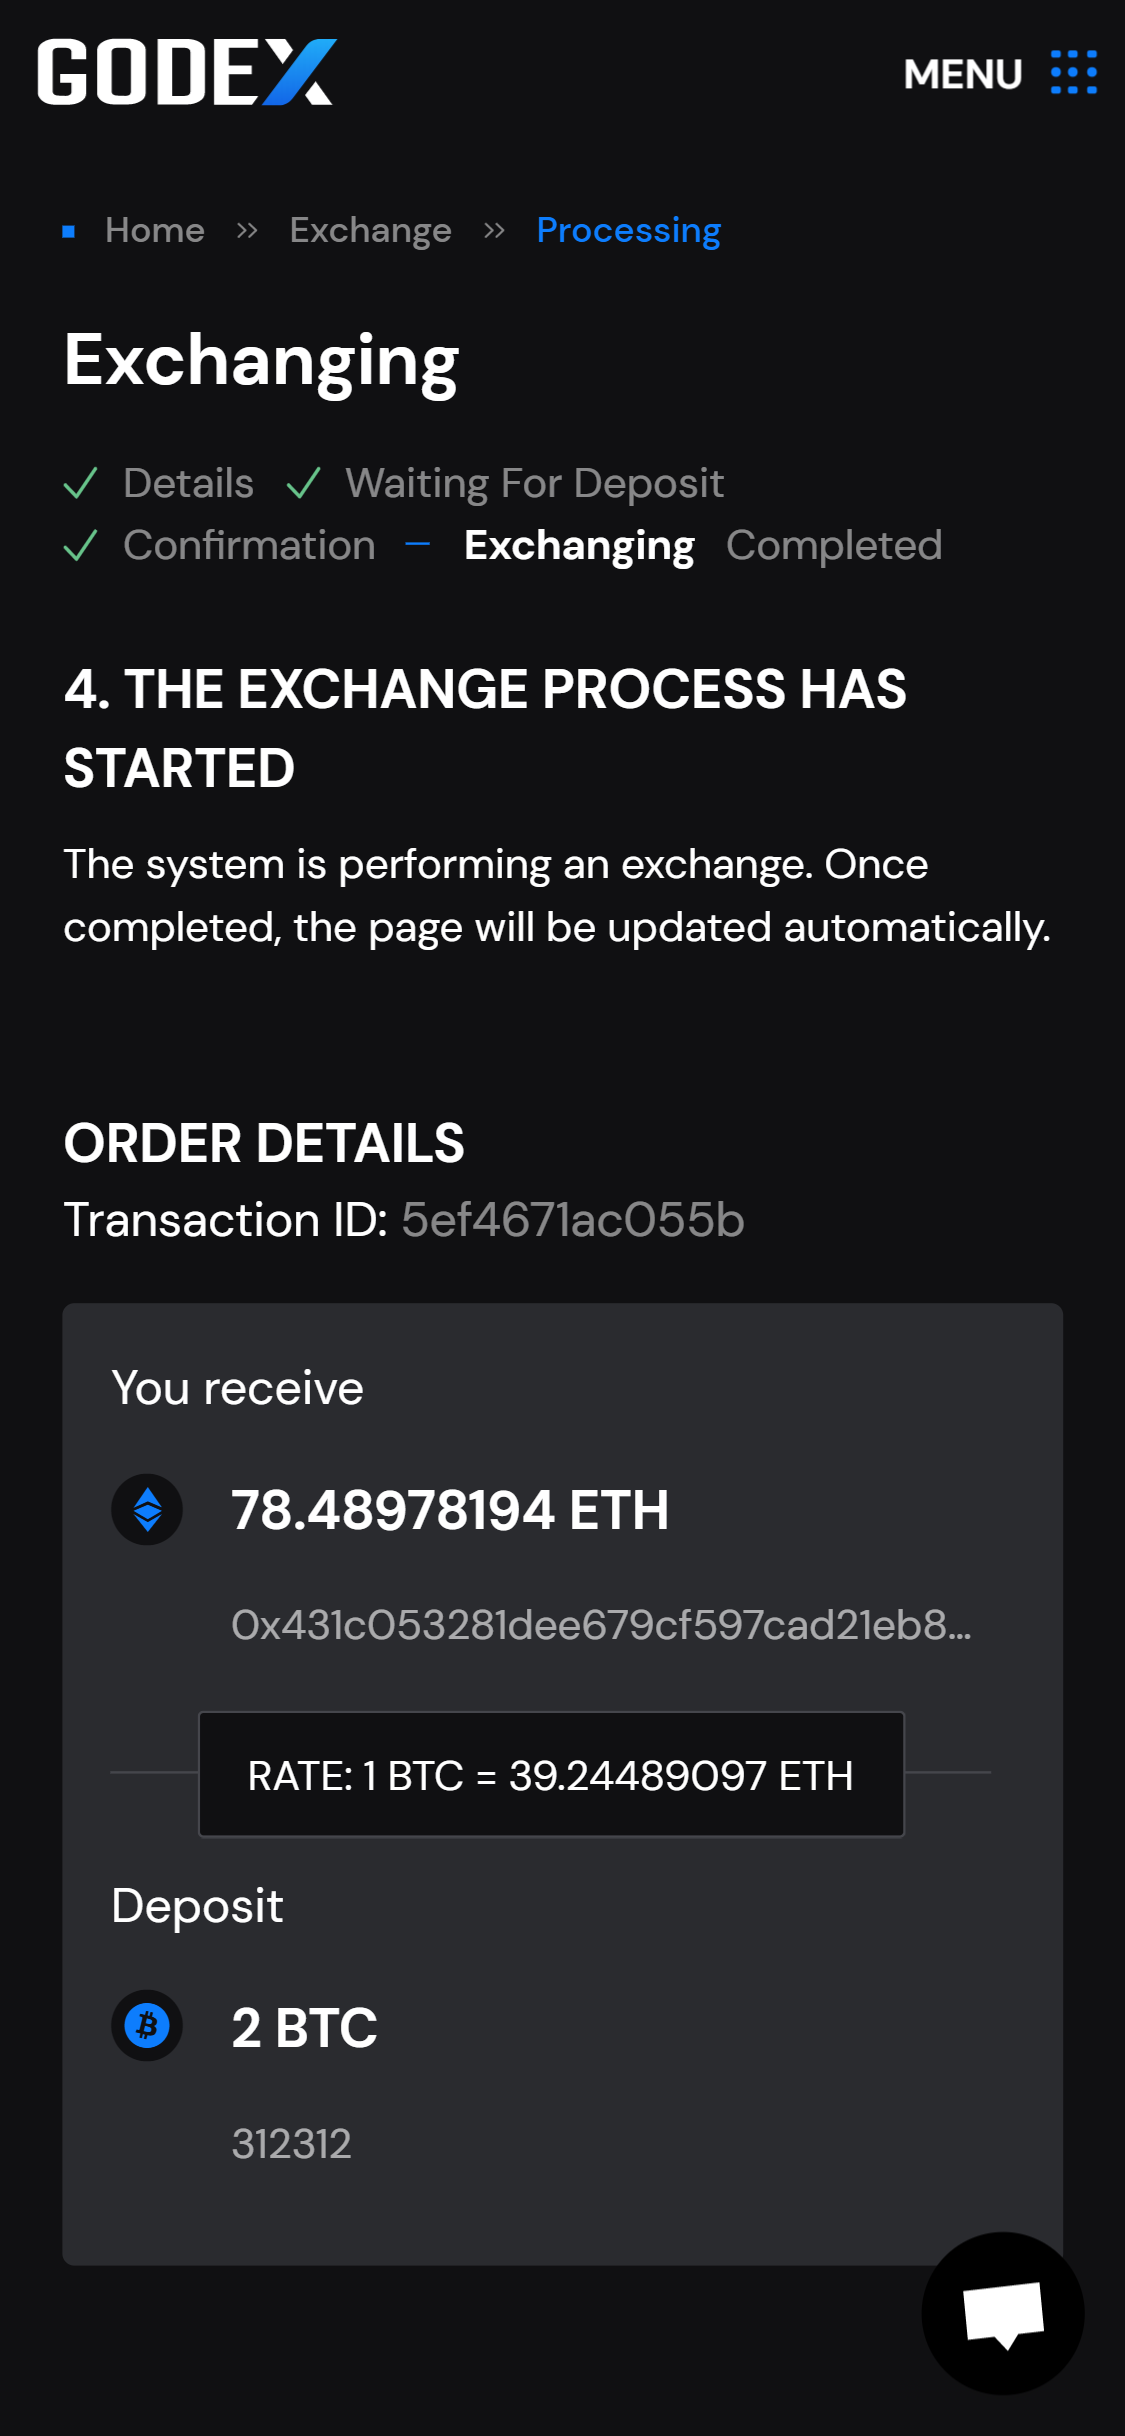 GODEX
MENU
Home » Exchange » Processing
Exchanging
✓ Details ✓ Waiting For Deposit
✓ Confirmation – Exchanging Completed
4. THE EXCHANGE PROCESS HAS
STARTED
The system is performing an exchange. Once
completed, the page will be updated automatically.
ORDER DETAILS
Transaction ID: 5ef4671ac055b
You receive
78.48978194 ETH
0x431c053281dee679cf597cad21eb8...
RATE: 1 BTC = 39.24489097 ETH
Deposit
2 BTC
312312